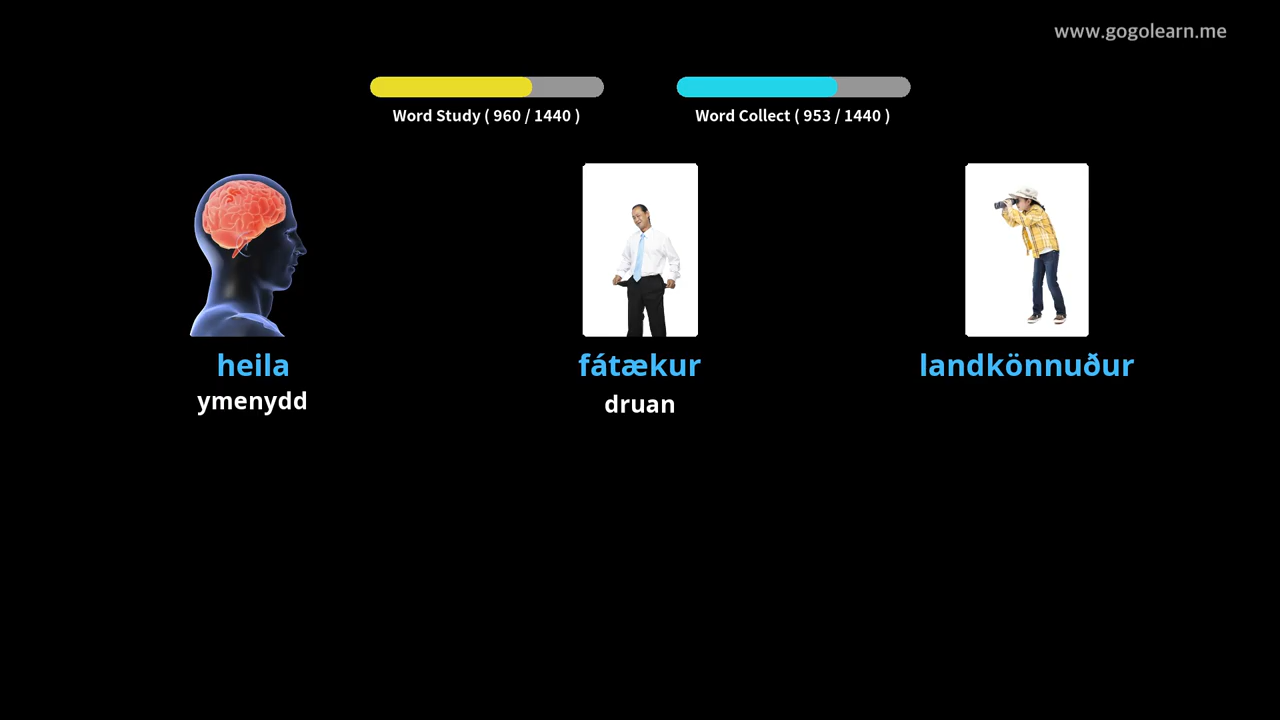 www.gogolearn.me
Word Study ( 960 / 1440 )
Word Collect ( 953 / 1440 )
heila
fátækur
landkönnuður
ymenydd
druan